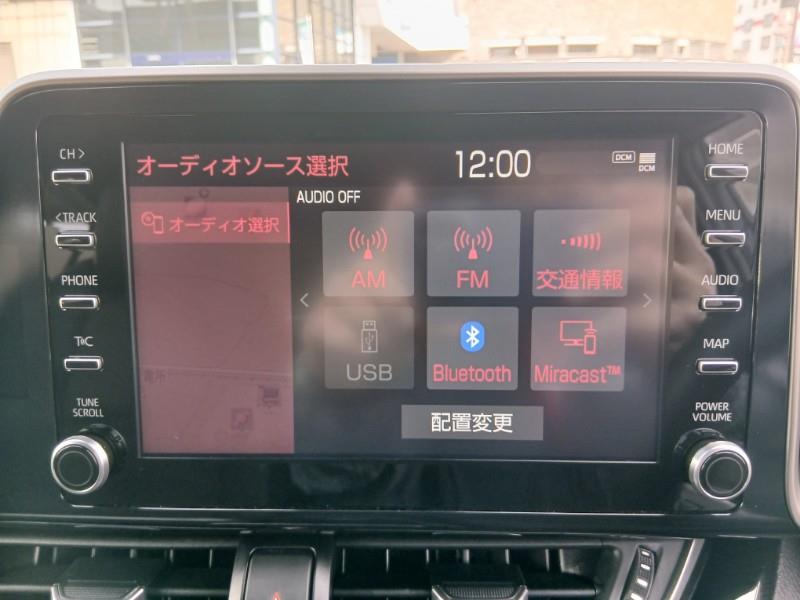 CH >
< TRACK
PHONE
T𝖢C
TUNE
SCROLL
オーディオソース選択
12:00
DCM
DCM
AUDIO OFF
オーディオ選択
AM
FM
交通情報
USB
Bluetooth
Miracast™
配置変更
HOME
MENU
AUDIO
MAP
POWER
VOLUME